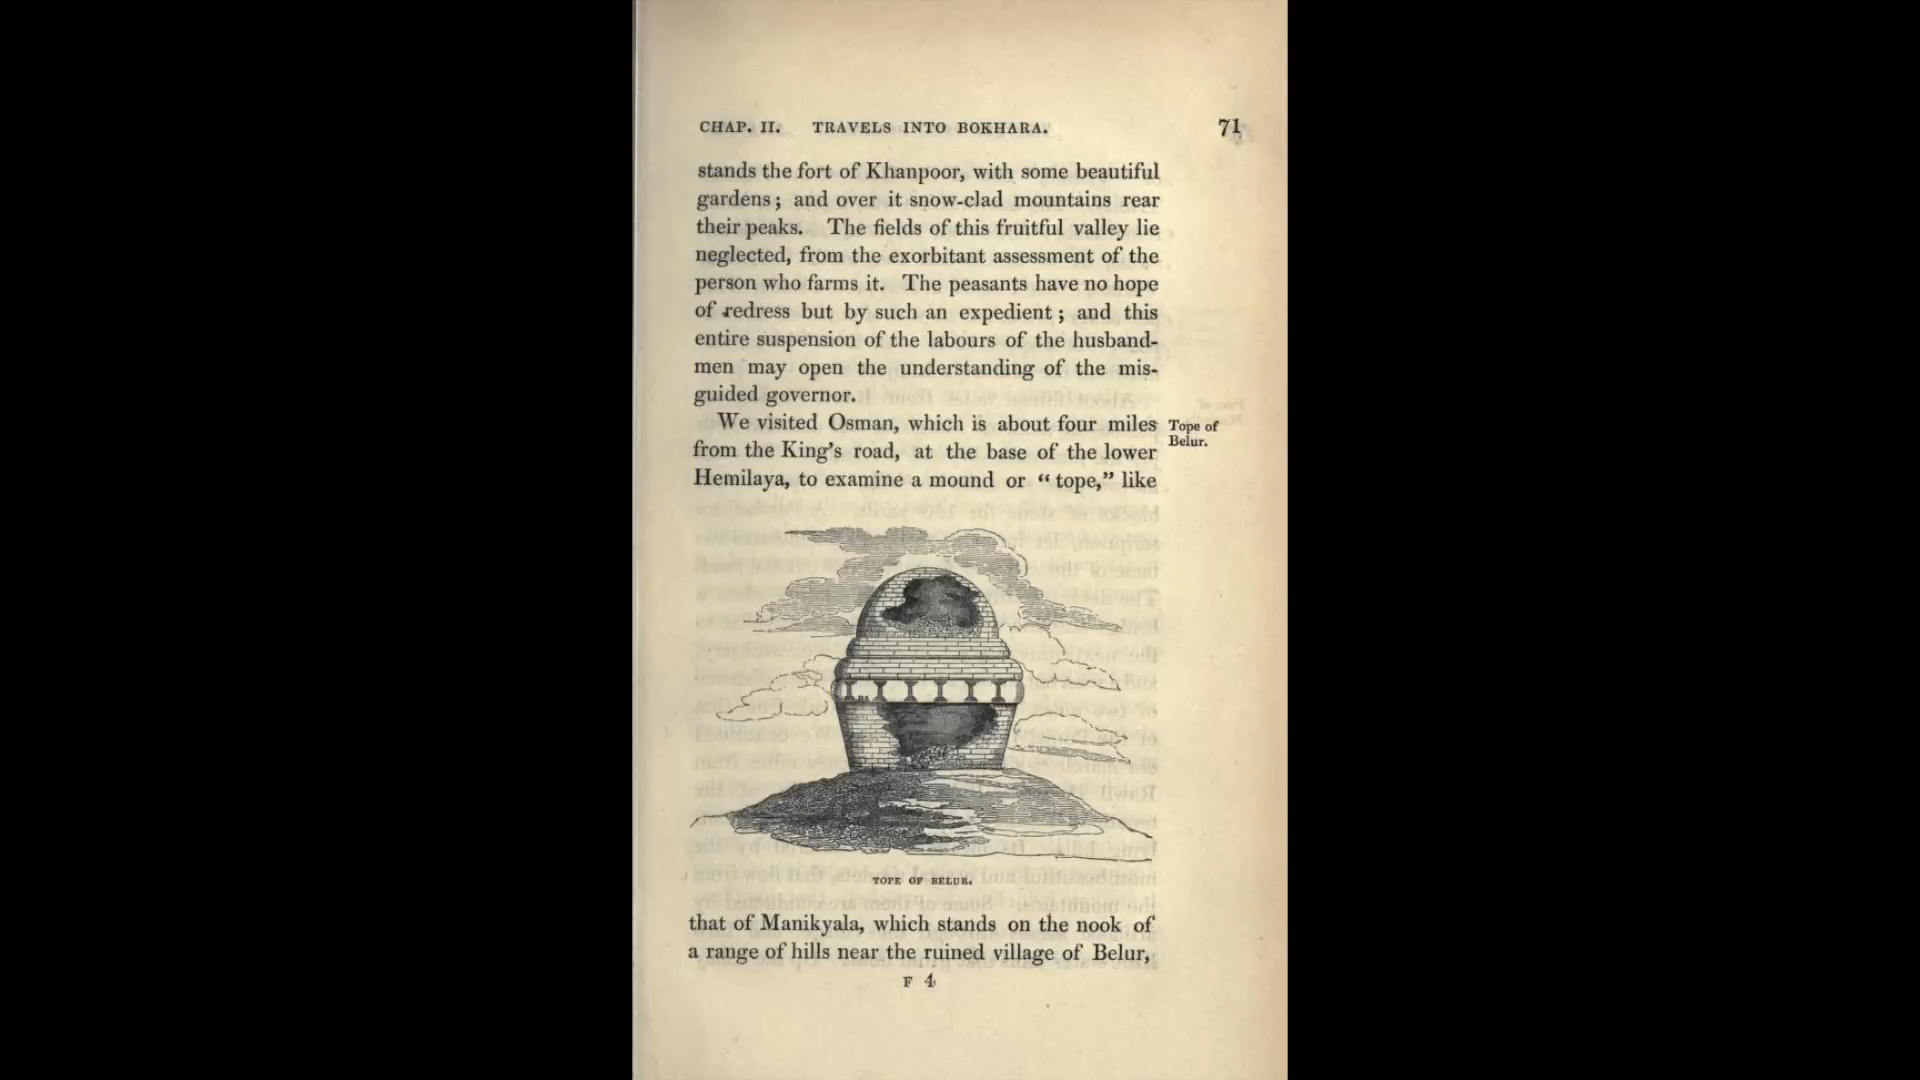 CHAP. II. TRAVELS INTO BOKHARA. 71
stands the fort of Khanpoor, with some beautiful
gardens; and over it snow-clad mountains rear
their peaks. The fields of this fruitful valley lie
neglected, from the exorbitant assessment of the
person who farms it. The peasants have no hope
of redress but by such an expedient; and this
entire suspension of the labours of the husband-
men may open the understanding of the mis-
guided governor.
We visited Osman, which is about four miles
from the King's road, at the base of the lower
Hemilaya, to examine a mound or "tope," like
Tope of
Belur.
TOPE OF BELUR.
that of Manikyala, which stands on the nook of
a range of hills near the ruined village of Belur,
F 4